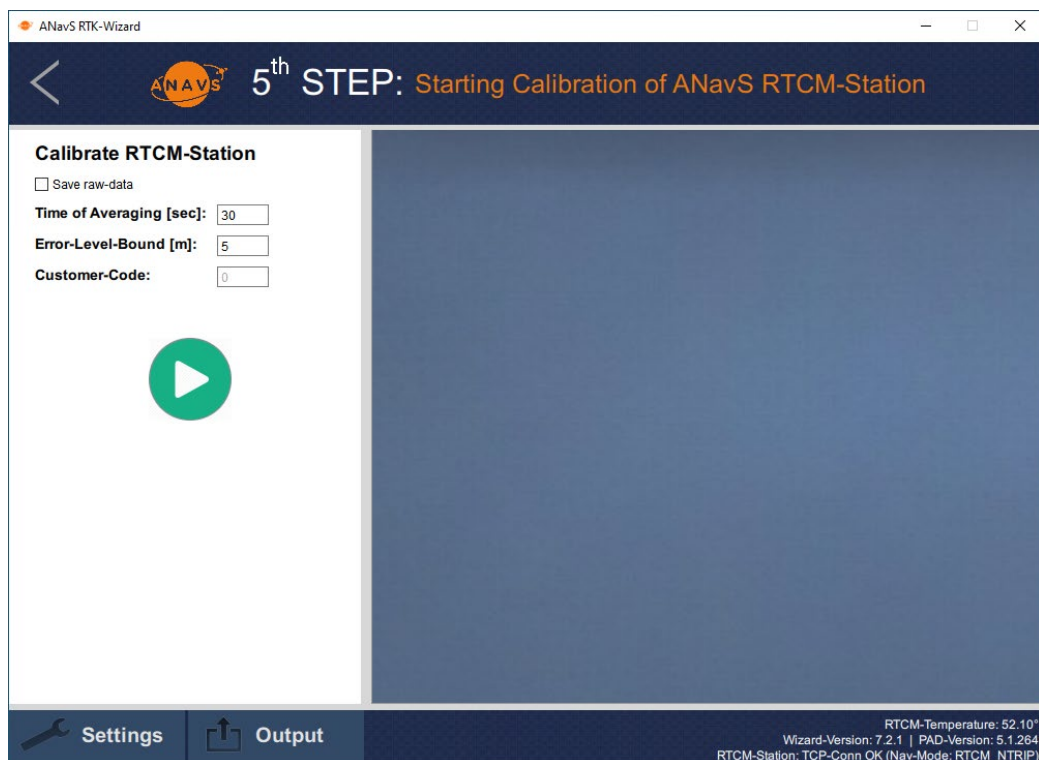 ANavS RTK-Wizard
ANAVS
5th STEP: Starting Calibration of ANavS RTCM-Station
Calibrate RTCM-Station
Save raw-data
Time of Averaging [sec]: 30
Error-Level-Bound [m]: 5
Customer-Code: 0
Settings
Output
RTCM-Temperature: 52.10°
Wizard-Version: 7.2.1 | PAD-Version: 5.1.264
RTCM-Station: TCP-Conn OK (Nav-Mode: RTCM_NTRIP)